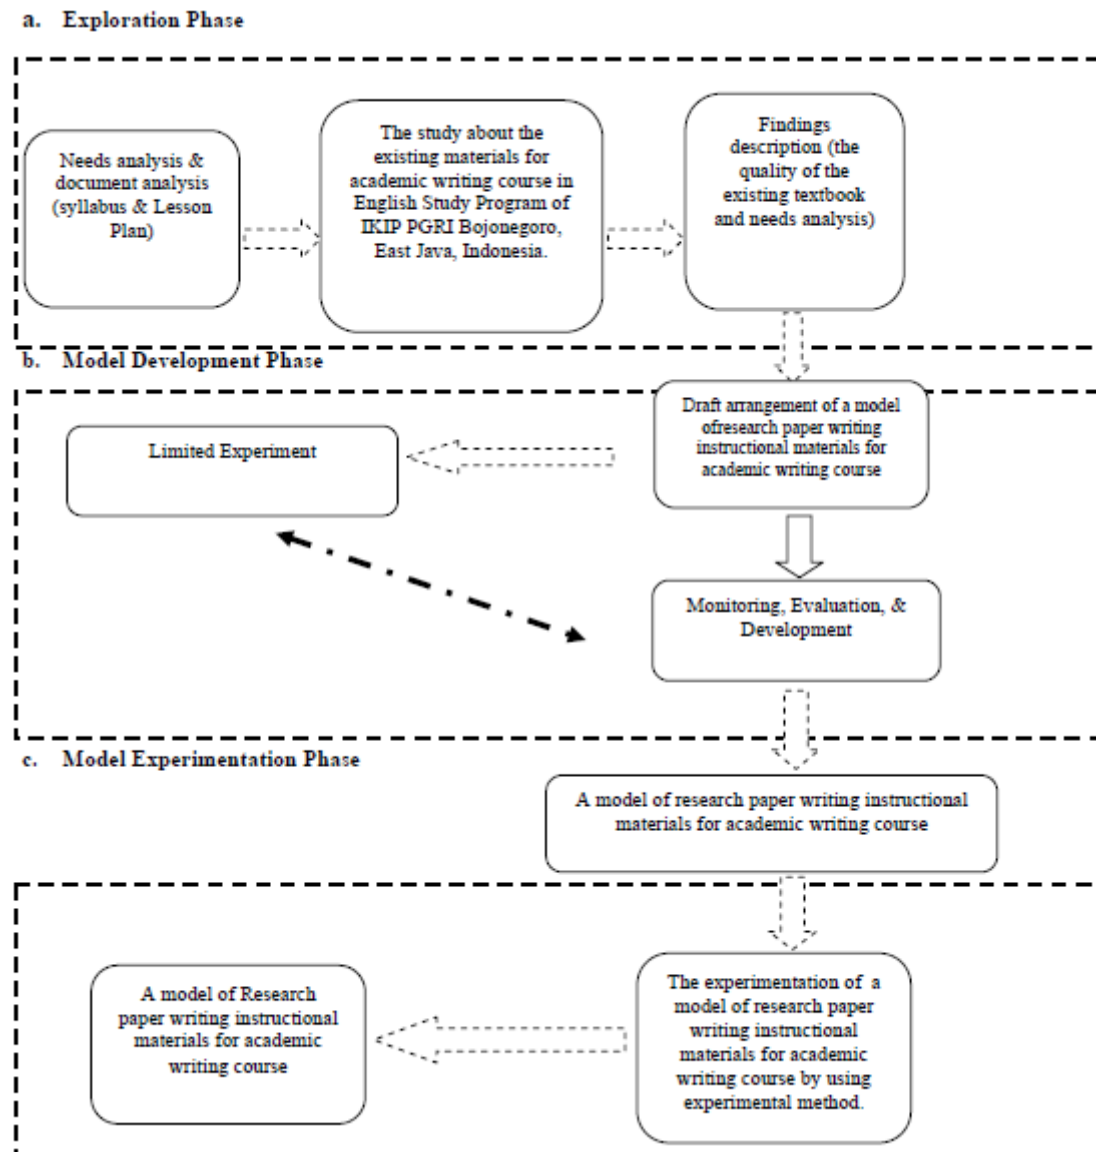 a. Exploration Phase
Needs analysis &
document analysis
(syllabus & Lesson
Plan)
The study about the
existing materials for
academic writing course in
English Study Program of
IKIP PGRI Bojonegoro,
East Java, Indonesia.
Findings
description (the
quality of the
existing textbook
and needs analysis)
b. Model Development Phase
Limited Experiment
Draft arrangement of a model
ofresearch paper writing
instructional materials for
academic writing course
Monitoring, Evaluation, &
Development
c. Model Experimentation Phase
A model of research paper writing instructional
materials for academic writing course
A model of Research
paper writing instructional
materials for academic
writing course
The experimentation of a
model of research paper
writing instructional
materials for academic
writing course by using
experimental method.